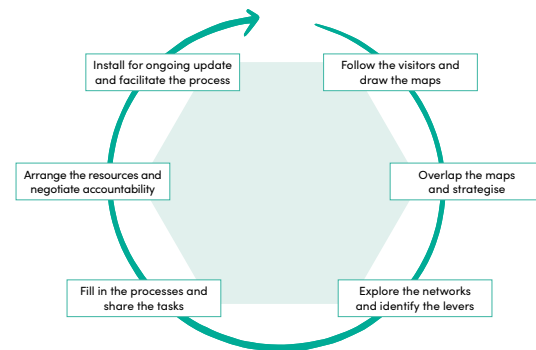 Follow the visitors and
draw the maps
Overlap the maps
and strategise
Explore the networks
and identify the levers
Fill in the processes and
share the tasks
Arrange the resources and
negotiate accountability
Install for ongoing update
and facilitate the process